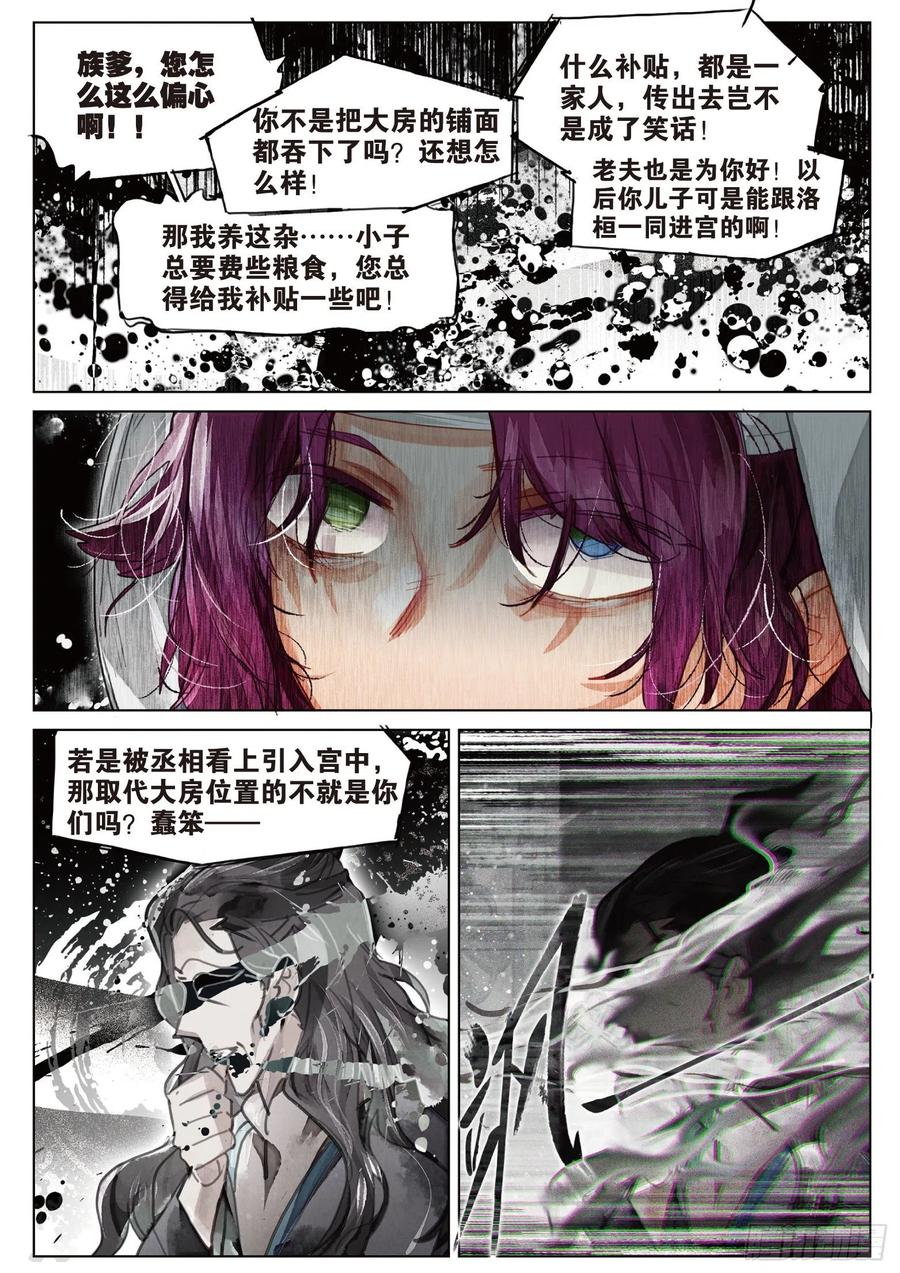 族爹，您怎
么这么偏心
啊！！
你不是把大房的铺面
都吞下了吗？还想怎
么样！
那我养这杂……小子
总要费些粮食，您总
得给我补贴一些吧！
什么补贴，都是一
家人，传出去岂不
是成了笑话！
老夫也是为你好！以
后你儿子可是能跟洛
桓一同进宫的啊！
若是被丞相看上引入宫中，
那取代大房位置的不就是你
们吗？蠢笨——